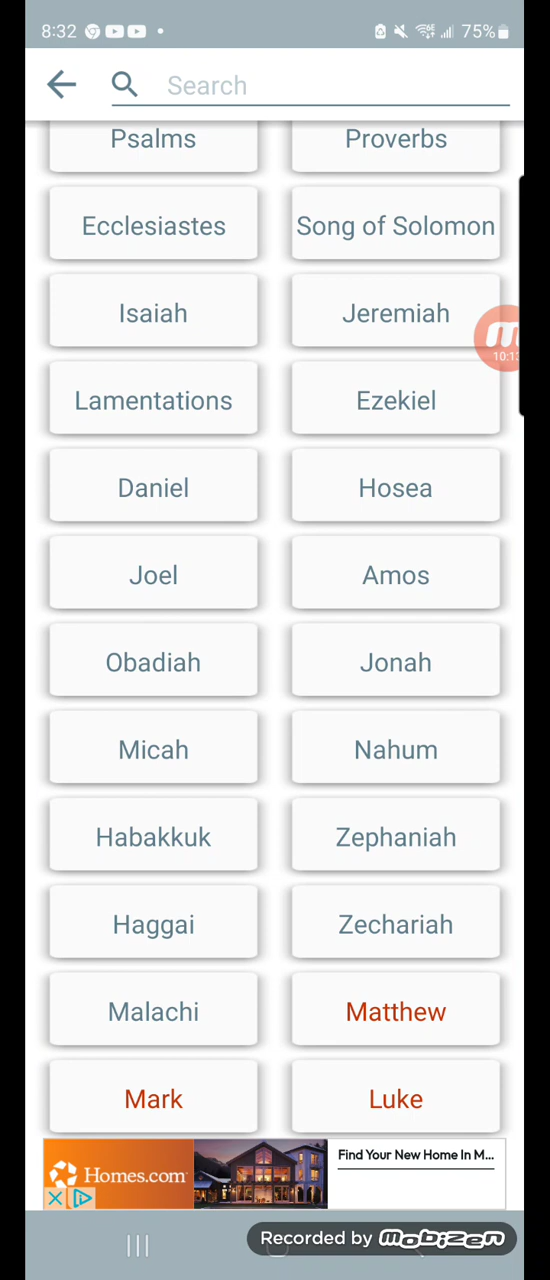 8:32 75%
Search
Psalms Proverbs
Ecclesiastes Song of Solomon
Isaiah Jeremiah
10:13
Lamentations Ezekiel
Daniel Hosea
Joel Amos
Obadiah Jonah
Micah Nahum
Habakkuk Zephaniah
Haggai Zechariah
Malachi Matthew
Mark Luke
Homes.com Find Your New Home In M...
Recorded by mobizen